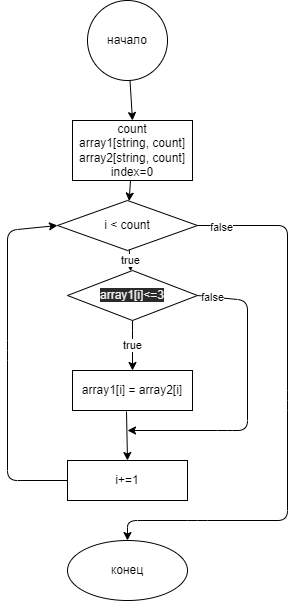 начало
count
array1[string, count]
array2[string, count]
index=0
i < count
false
true
array1[i]<=3
false
true
array1[i] = array2[i]
i+=1
конец